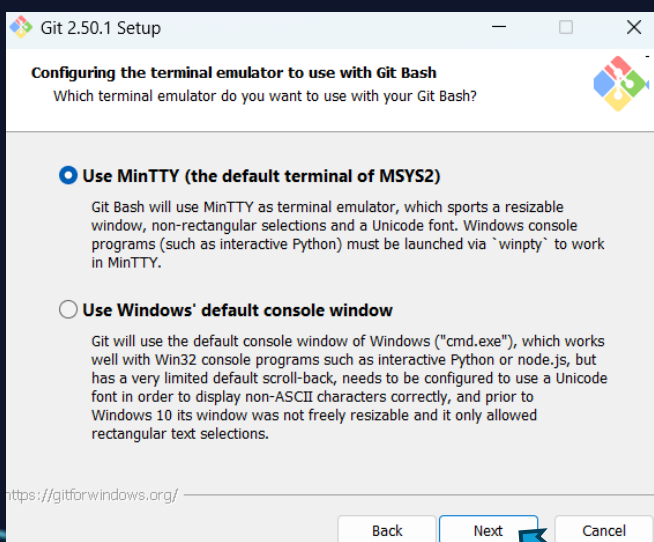 Git 2.50.1 Setup
Configuring the terminal emulator to use with Git Bash
Which terminal emulator do you want to use with your Git Bash?
Use MinTTY (the default terminal of MSYS2)
Git Bash will use MinTTY as terminal emulator, which sports a resizable
window, non-rectangular selections and a Unicode font. Windows console
programs (such as interactive Python) must be launched via `winpty` to work
in MinTTY.
Use Windows' default console window
Git will use the default console window of Windows ("cmd.exe"), which works
well with Win32 console programs such as interactive Python or node.js, but
has a very limited default scroll-back, needs to be configured to use a Unicode
font in order to display non-ASCII characters correctly, and prior to
Windows 10 its window was not freely resizable and it only allowed
rectangular text selections.
https://gitforwindows.org/
Back Next Cancel